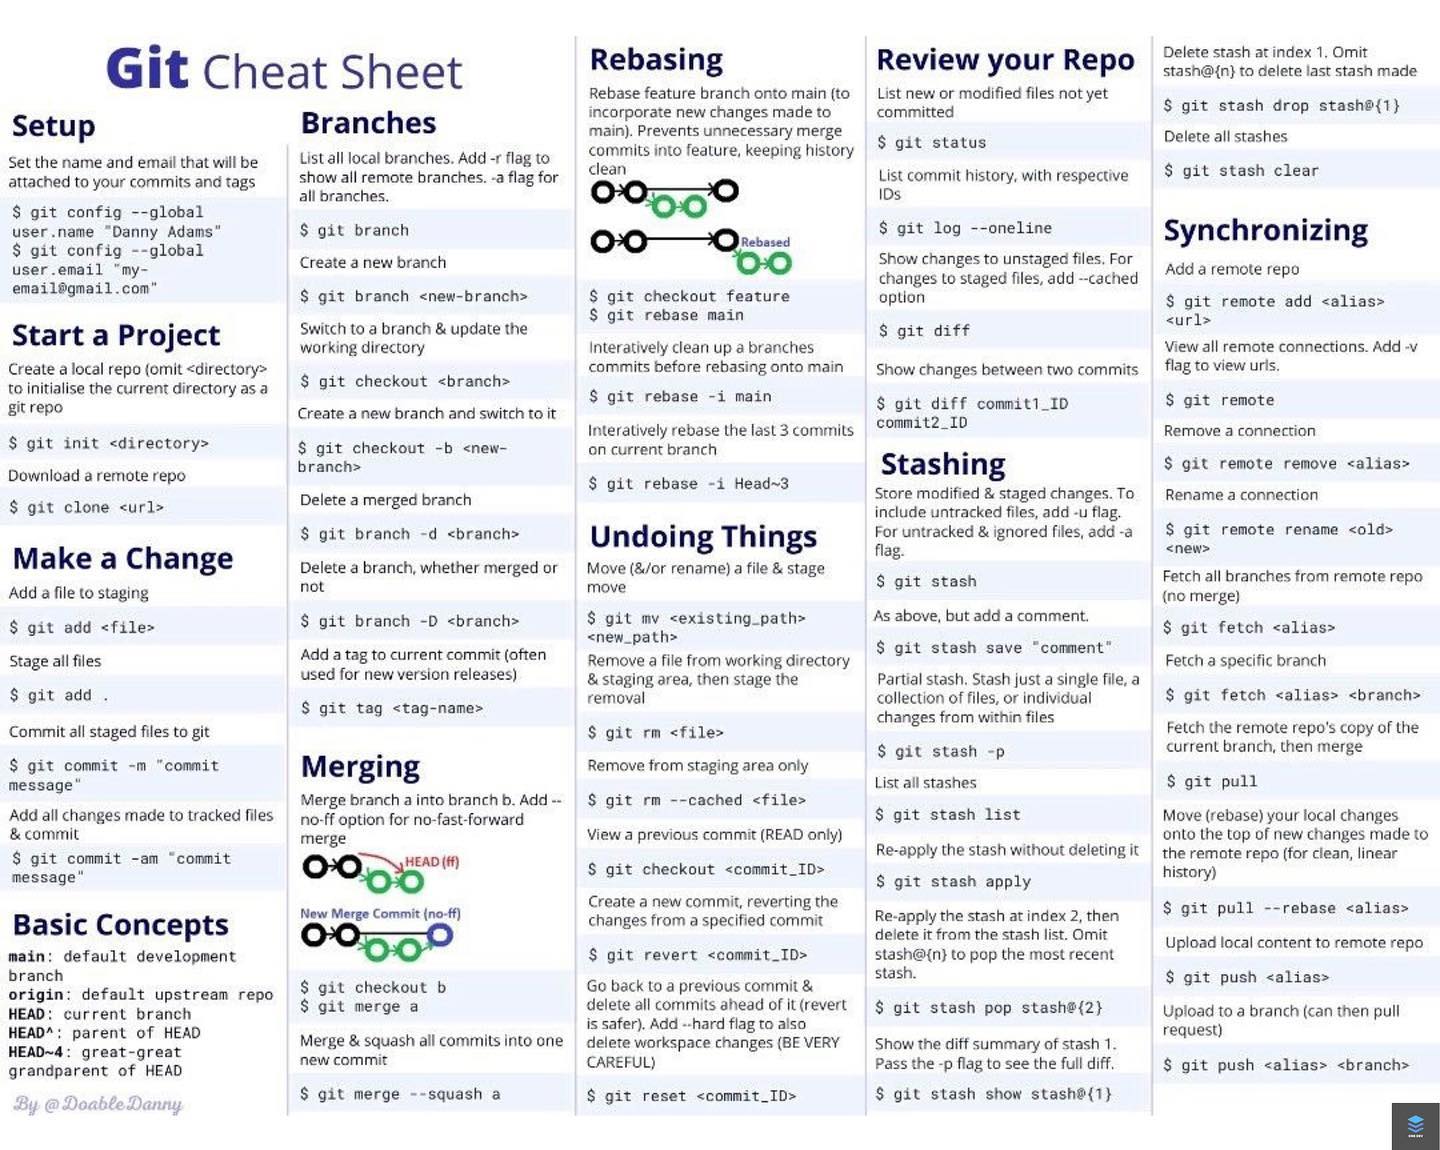 Git Cheat Sheet
Setup
Set the name and email that will be
attached to your commits and tags
$ git config --global
user.name "Danny Adams"
$ git config --global
user.email "my-
email@gmail.com"
Start a Project
Create a local repo (omit <directory>
to initialise the current directory as a
git repo
$ git init <directory>
Download a remote repo
$ git clone <url>
Make a Change
Add a file to staging
$ git add <file>
Stage all files
$ git add .
Commit all staged files to git
$ git commit -m "commit
message"
Add all changes made to tracked files
& commit
$ git commit -am "commit
message"
Basic Concepts
main: default development
branch
origin: default upstream repo
HEAD: current branch
HEAD^: parent of HEAD
HEAD~4: great-great
grandparent of HEAD
By @DoableDanny
Branches
List all local branches. Add -r flag to
show all remote branches. -a flag for
all branches.
$ git branch
Create a new branch
$ git branch <new-branch>
Switch to a branch & update the
working directory
$ git checkout <branch>
Create a new branch and switch to it
$ git checkout -b <new-
branch>
Delete a merged branch
$ git branch -d <branch>
Delete a branch, whether merged or
not
$ git branch -D <branch>
Add a tag to current commit (often
used for new version releases)
$ git tag <tag-name>
Merging
Merge branch a into branch b. Add --
no-ff option for no-fast-forward
merge
HEAD (ff)
New Merge Commit (no-ff)
$ git checkout b
$ git merge a
Merge & squash all commits into one
new commit
$ git merge --squash a
Rebasing
Rebase feature branch onto main (to
incorporate new changes made to
main). Prevents unnecessary merge
commits into feature, keeping history
clean
Rebased
$ git checkout feature
$ git rebase main
Interatively clean up a branches
commits before rebasing onto main
$ git rebase -i main
Interatively rebase the last 3 commits
on current branch
$ git rebase -i Head~3
Undoing Things
Move (&/or rename) a file & stage
move
$ git mv <existing_path>
<new_path>
Remove a file from working directory
& staging area, then stage the
removal
$ git rm <file>
Remove from staging area only
$ git rm --cached <file>
View a previous commit (READ only)
$ git checkout <commit_ID>
Create a new commit, reverting the
changes from a specified commit
$ git revert <commit_ID>
Go back to a previous commit &
delete all commits ahead of it (revert
is safer). Add --hard flag to also
delete workspace changes (BE VERY
CAREFUL)
$ git reset <commit_ID>
Review your Repo
List new or modified files not yet
committed
$ git status
List commit history, with respective
IDs
$ git log --oneline
Show changes to unstaged files. For
changes to staged files, add --cached
option
$ git diff
Show changes between two commits
$ git diff commit1_ID
commit2_ID
Stashing
Store modified & staged changes. To
include untracked files, add -u flag.
For untracked & ignored files, add -a
flag.
$ git stash
As above, but add a comment.
$ git stash save "comment"
Partial stash. Stash just a single file, a
collection of files, or individual
changes from within files
$ git stash -p
List all stashes
$ git stash list
Re-apply the stash without deleting it
$ git stash apply
Re-apply the stash at index 2, then
delete it from the stash list. Omit
stash@{n} to pop the most recent
stash.
$ git stash pop stash@{2}
Show the diff summary of stash 1.
Pass the -p flag to see the full diff.
$ git stash show stash@{1}
Delete stash at index 1. Omit
stash@{n} to delete last stash made
$ git stash drop stash@{1}
Delete all stashes
$ git stash clear
Synchronizing
Add a remote repo
$ git remote add <alias>
<url>
View all remote connections. Add -v
flag to view urls.
$ git remote
Remove a connection
$ git remote remove <alias>
Rename a connection
$ git remote rename <old>
<new>
Fetch all branches from remote repo
(no merge)
$ git fetch <alias>
Fetch a specific branch
$ git fetch <alias> <branch>
Fetch the remote repo's copy of the
current branch, then merge
$ git pull
Move (rebase) your local changes
onto the top of new changes made to
the remote repo (for clean, linear
history)
$ git pull --rebase <alias>
Upload local content to remote repo
$ git push <alias>
Upload to a branch (can then pull
request)
$ git push <alias> <branch>